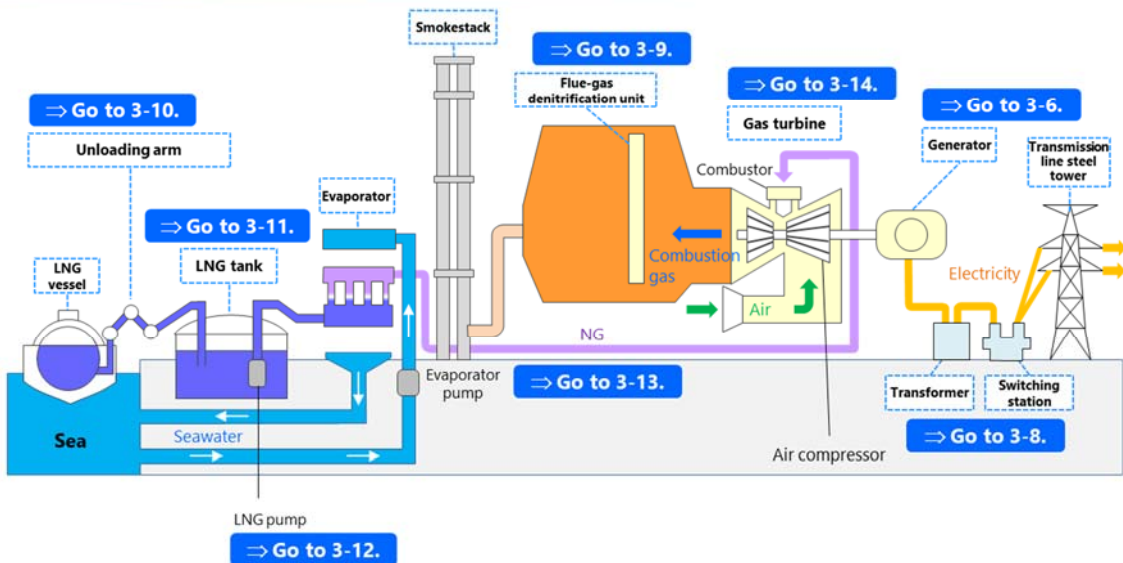 Smokestack
⇒ Go to 3-9.
Flue-gas
denitrification unit
⇒ Go to 3-14.
Gas turbine
⇒ Go to 3-6.
Generator
Transmission
line steel
tower
⇒ Go to 3-10.
Unloading arm
Combustor
Evaporator
⇒ Go to 3-11.
LNG tank
LNG
vessel
Combustion
gas
Electricity
Air
NG
Evaporator
pump
⇒ Go to 3-13.
Transformer
Switching
station
⇒ Go to 3-8.
Sea
Seawater
Air compressor
LNG pump
⇒ Go to 3-12.